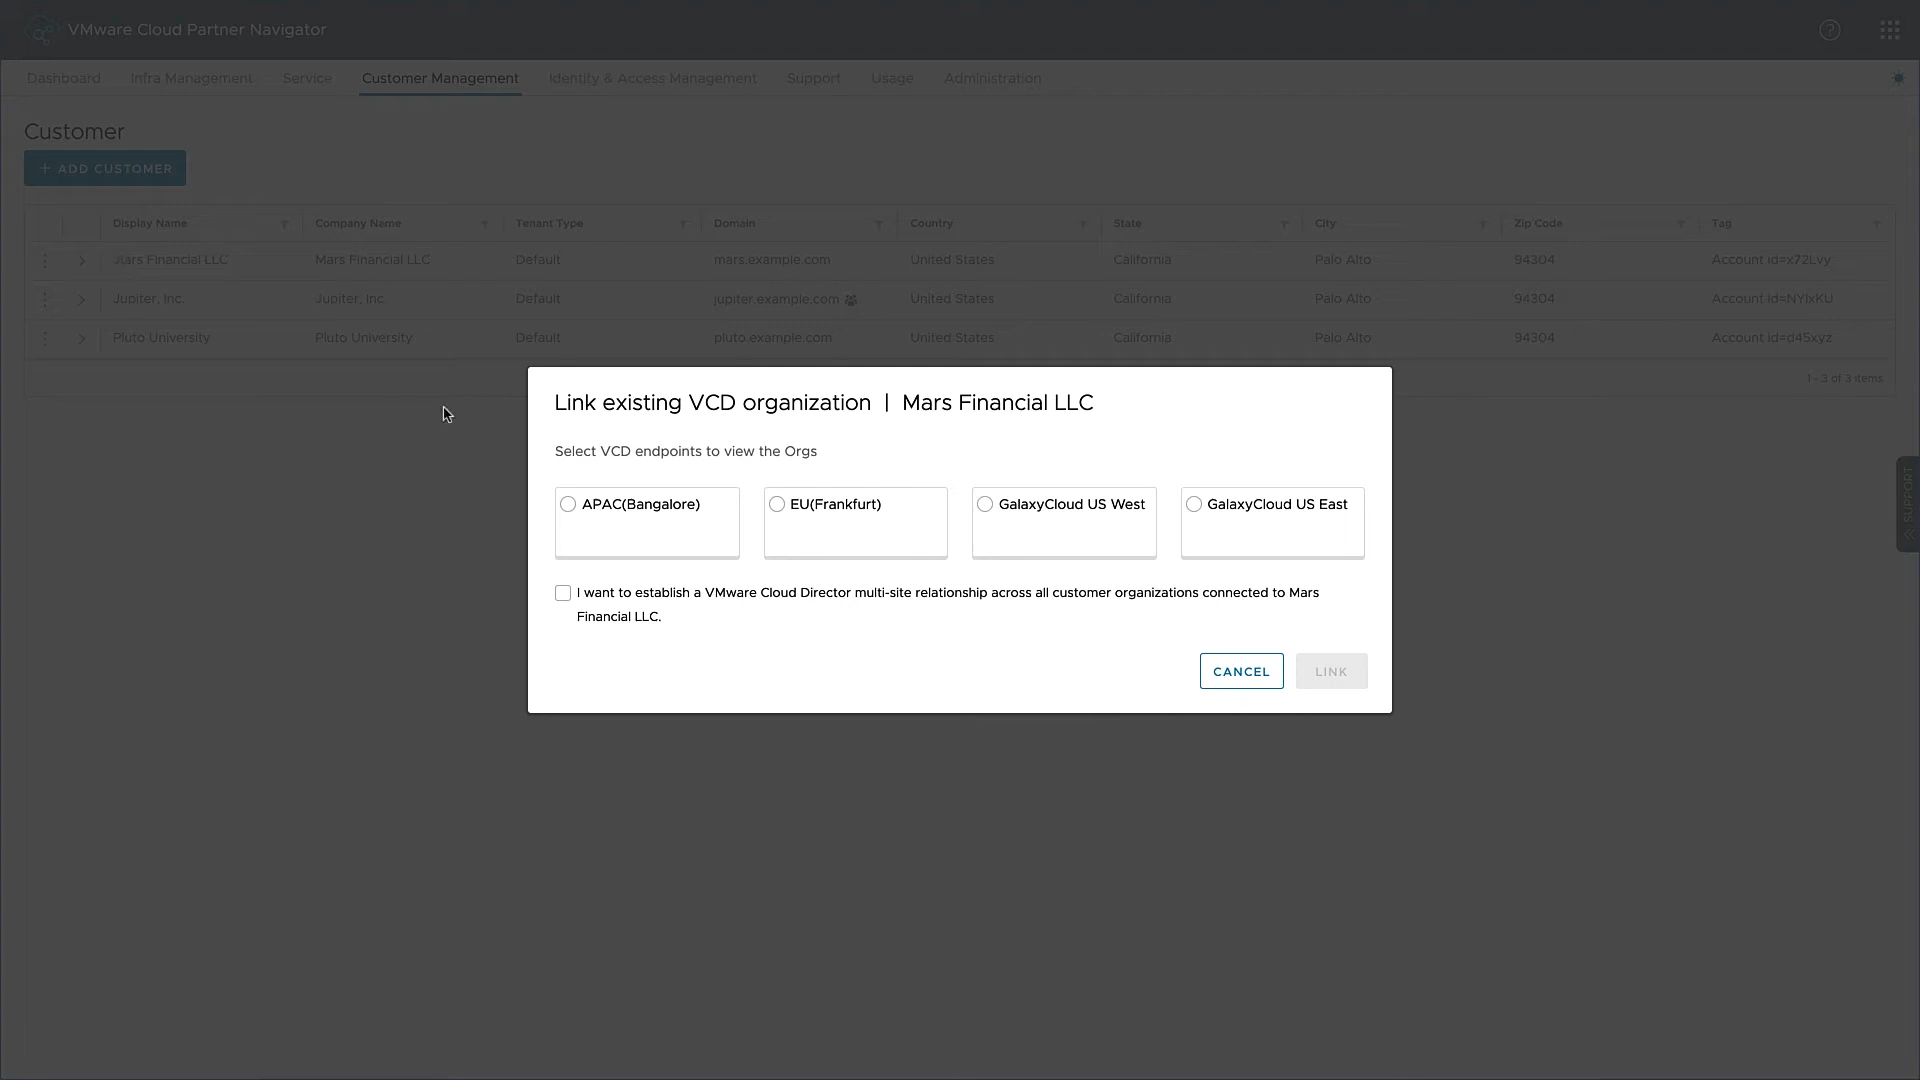 VMware Cloud Partner Navigator
Dashboard Infra Management Service Customer Management Identity & Access Management Support Usage Administration
Customer
+ ADD CUSTOMER
Display Name Company Name Tenant Type Domain Country State City Zip Code Tag
Mars Financial LLC Mars Financial LLC Default mars.example.com United States California Palo Alto 94304 Account id=x72Lvy
Jupiter, Inc. Jupiter, Inc. Default jupiter.example.com United States California Palo Alto 94304 Account Id=NYIxKU
Pluto University Pluto University Default pluto.example.com United States California Palo Alto 94304 Account id=d45xyz
1 - 3 of 3 items
Link existing VCD organization | Mars Financial LLC
Select VCD endpoints to view the Orgs
APAC(Bangalore) EU(Frankfurt) GalaxyCloud US West GalaxyCloud US East
I want to establish a VMware Cloud Director multi-site relationship across all customer organizations connected to Mars
Financial LLC.
CANCEL LINK
SUPPORT